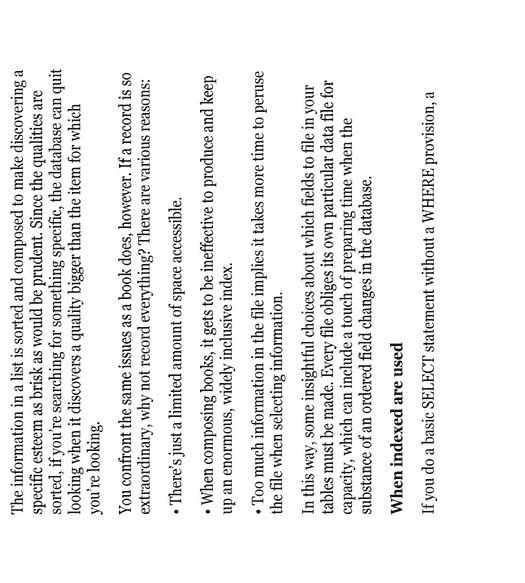 The information in a list is sorted and composed to make discovering a
specific esteem as brisk as would be prudent. Since the qualities are
sorted, if you're searching for something specific, the database can quit
looking when it discovers a quality bigger than the item for which
you're looking.
You confront the same issues as a book does, however. If a record is so
extraordinary, why not record everything? There are various reasons:
• There's just a limited amount of space accessible.
• When composing books, it gets to be ineffective to produce and keep
up an enormous, widely inclusive index.
• Too much information in the file implies it takes more time to peruse
the file when selecting information.
In this way, some insightful choices about which fields to file in your
tables must be made. Every file obliges its own particular data file for
capacity, which can include a touch of preparing time when the
substance of an ordered field changes in the database.
When indexed are used
If you do a basic SELECT statement without a WHERE provision, a